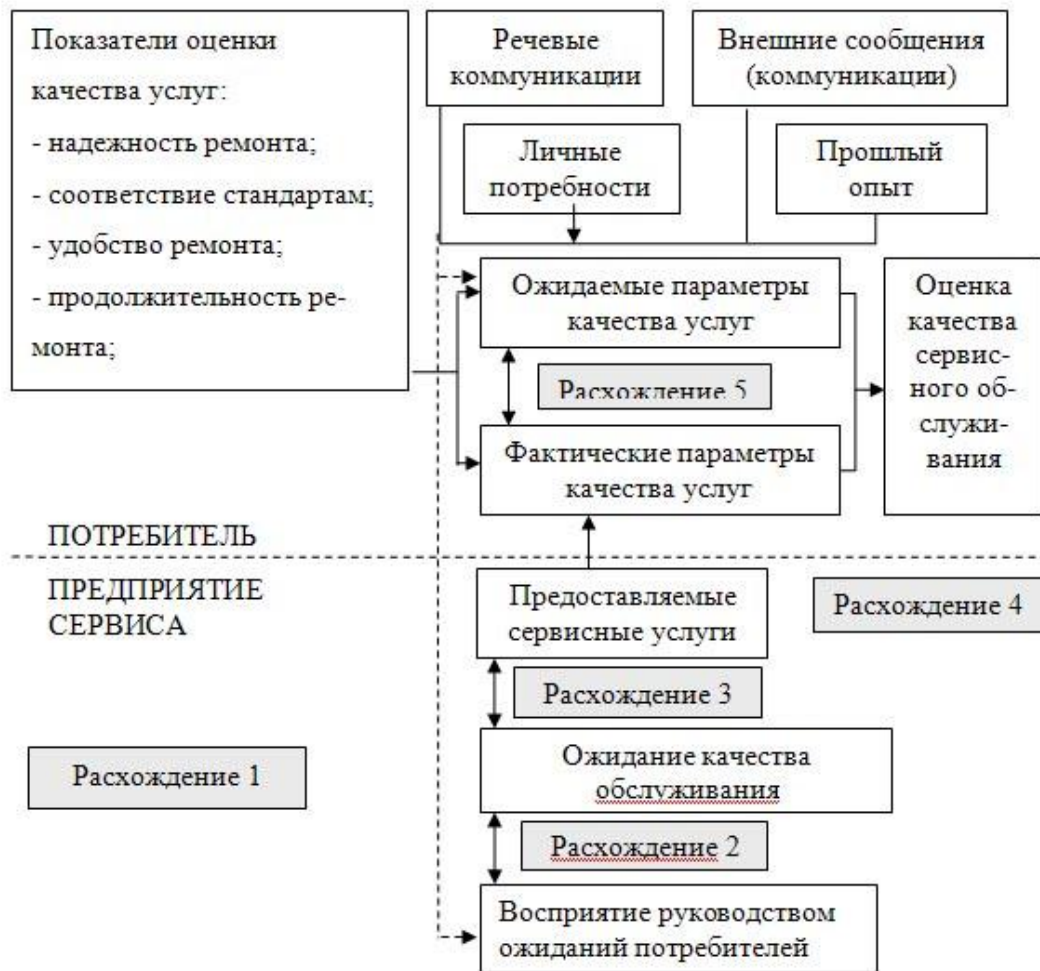 Показатели оценки
качества услуг:
- надежность ремонта;
- соответствие стандартам;
- удобство ремонта;
- продолжительность ре-
монта;
Речевые
коммуникации
Внешние сообщения
(коммуникации)
Личные
потребности
Прошлый
опыт
Ожидаемые параметры
качества услуг
Расхождение 5
Фактические параметры
качества услуг
Оценка
качества
сервис-
ного об-
служи-
вания
ПОТРЕБИТЕЛЬ
ПРЕДПРИЯТИЕ
СЕРВИСА
Предоставляемые
сервисные услуги
Расхождение 4
Расхождение 3
Расхождение 1
Ожидание качества
обслуживания
Расхождение 2
Восприятие руководством
ожиданий потребителей